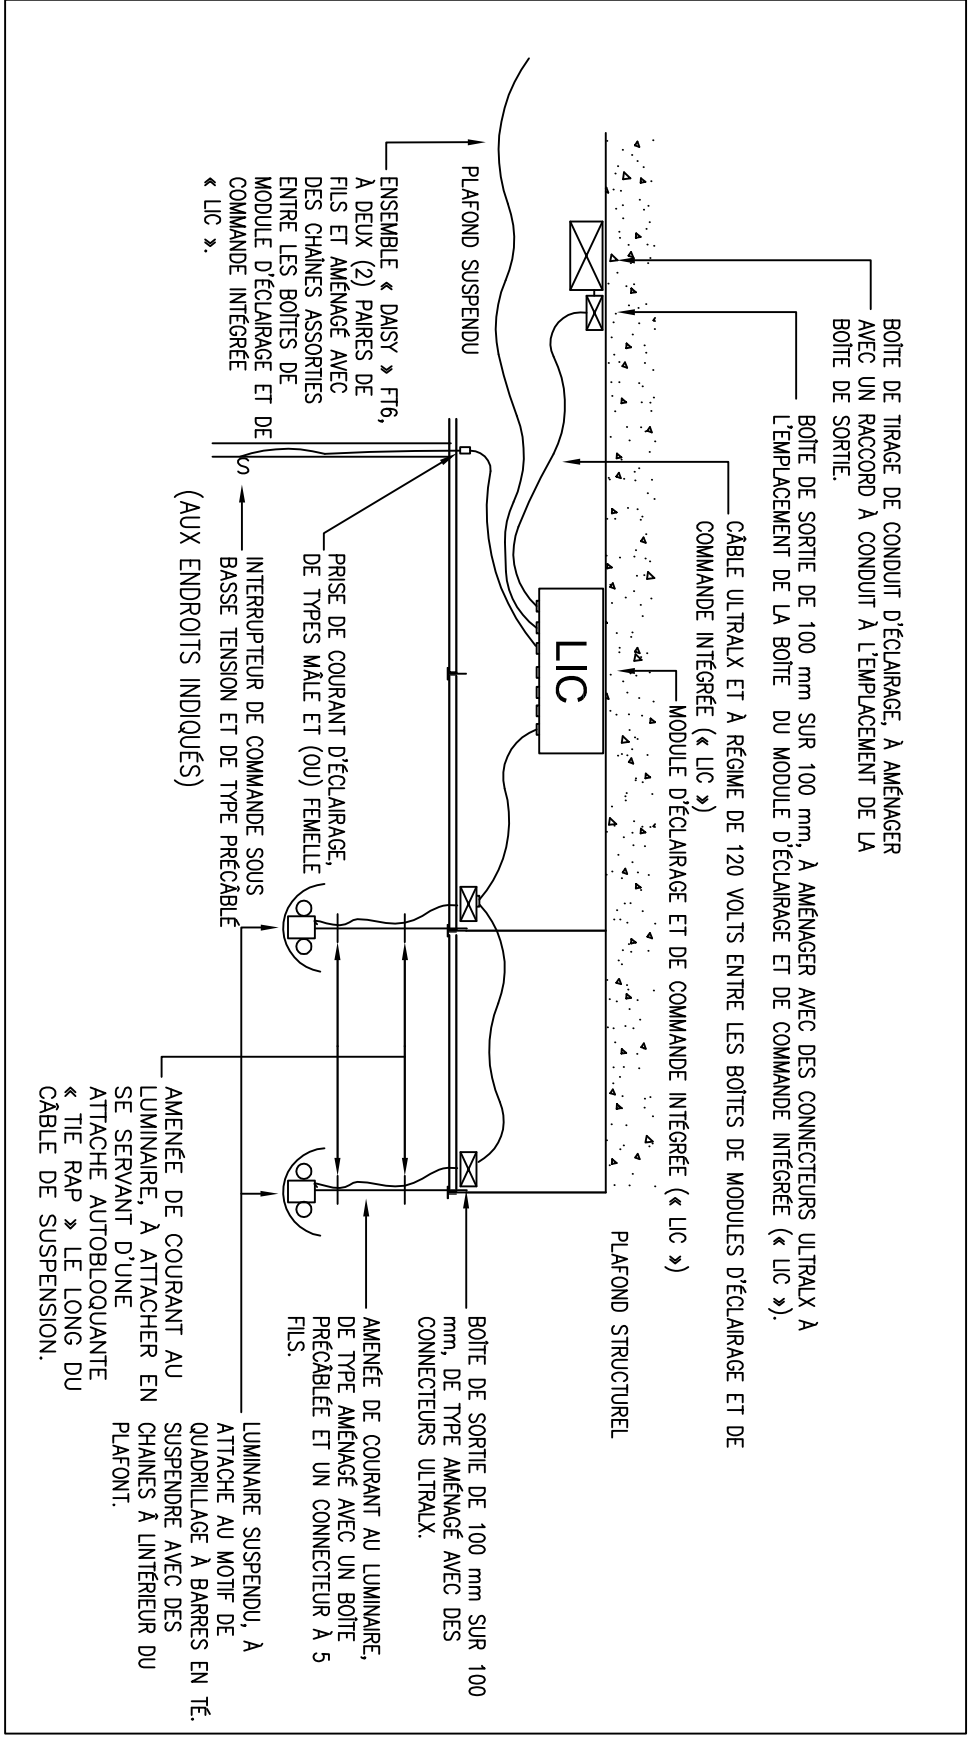 BOÎTE DE TIRAGE DE CONDUIT D'ÉCLAIRAGE, À AMÉNAGER
AVEC UN RACCORD À CONDUIT À L'EMPLACEMENT DE LA
BOÎTE DE SORTIE.
BOÎTE DE SORTIE DE 100 mm SUR 100 mm, À AMÉNAGER AVEC DES CONNECTEURS ULTRALX À
L'EMPLACEMENT DE LA BOÎTE DU MODULE D'ÉCLAIRAGE ET DE COMMANDE INTÉGRÉE (« LIC »).
CÂBLE ULTRALX ET À RÉGIME DE 120 VOLTS ENTRE LES BOÎTES DE MODULES D'ÉCLAIRAGE ET DE
COMMANDE INTÉGRÉE (« LIC »)
MODULE D'ÉCLAIRAGE ET DE COMMANDE INTÉGRÉE (« LIC »)
PLAFOND STRUCTUREL
LIC
PLAFOND SUSPENDU
ENSEMBLE « DAISY » FT6,
À DEUX (2) PAIRES DE
FILS ET AMÉNAGÉ AVEC
DES CHAÎNES ASSORTIES
ENTRE LES BOÎTES DE
MODULE D'ÉCLAIRAGE ET DE
COMMANDE INTÉGRÉE
« LIC ».
S
PRISE DE COURANT D'ÉCLAIRAGE,
DE TYPES MÂLE ET (OU) FEMELLE
INTERRUPTEUR DE COMMANDE SOUS
BASSE TENSION ET DE TYPE PRÉCÂBLÉ
(AUX ENDROITS INDIQUÉS)
BOÎTE DE SORTIE DE 100 mm SUR 100
mm, DE TYPE AMÉNAGÉ AVEC DES
CONNECTEURS ULTRALX.
AMENÉE DE COURANT AU LUMINAIRE,
DE TYPE AMÉNAGÉ AVEC UN BOÎTE
PRÉCÂBLÉE ET UN CONNECTEUR À 5
FILS.
AMENÉE DE COURANT AU
LUMINAIRE, À ATTACHER EN
SE SERVANT D'UNE
ATTACHE AUTOBLOQUANTE
« TIE RAP » LE LONG DU
CÂBLE DE SUSPENSION.
LUMINAIRE SUSPENDU, À
ATTACHE AU MOTIF DE
QUADRILLAGE À BARRES EN TÉ.
SUSPENDRE AVEC DES
CHAINES À LINTÉRIEUR DU
PLAFONT.